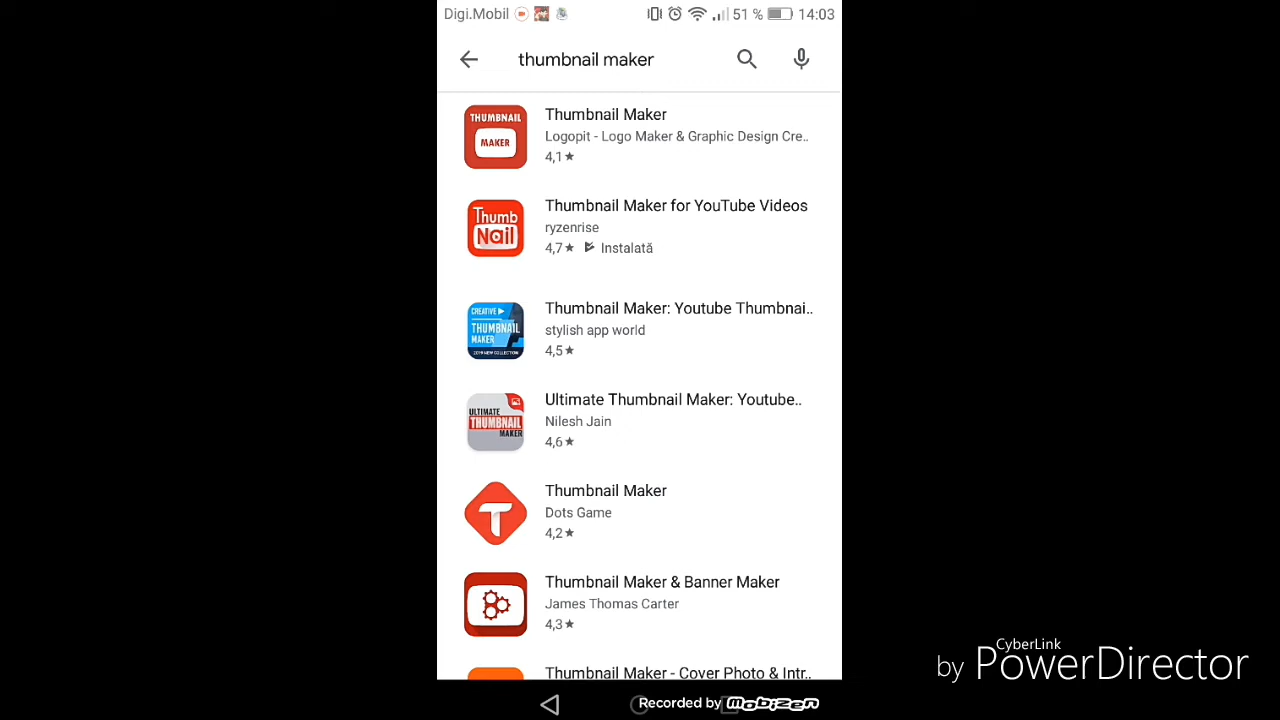 Digi.Mobil 51 % 14:03
thumbnail maker
THUMBNAIL
MAKER
Thumbnail Maker
Logopit - Logo Maker & Graphic Design Cre..
4,1★
Thumb
Nail
Thumbnail Maker for YouTube Videos
ryzenrise
4,7★ Instalată
CREATIVE
THUMBNAIL
MAKER
2019 NEW COLLECTION
Thumbnail Maker: Youtube Thumbnai..
stylish app world
4,5★
ULTIMATE
THUMBNAIL
MAKER
Ultimate Thumbnail Maker: Youtube..
Nilesh Jain
4,6★
T
Thumbnail Maker
Dots Game
4,2★
Thumbnail Maker & Banner Maker
James Thomas Carter
4,3★
Thumbnail Maker - Cover Photo & Intr..
Recorded by Mobizen
CyberLink
by PowerDirector